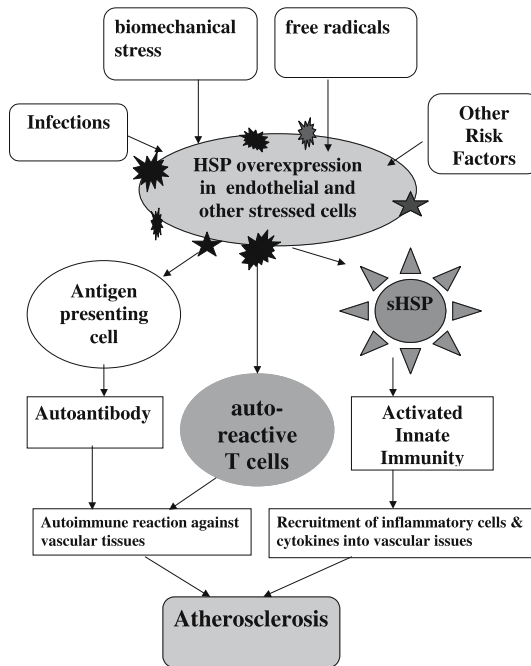 biomechanical
stress
free radicals
Infections
Other
Risk
Factors
HSP overexpression
in endothelial and
other stressed cells
Antigen
presenting
cell
sHSP
Autoantibody
auto-
reactive
T cells
Activated
Innate
Immunity
Autoimmune reaction against
vascular tissues
Recruitment of inflammatory cells &
cytokines into vascular issues
Atherosclerosis